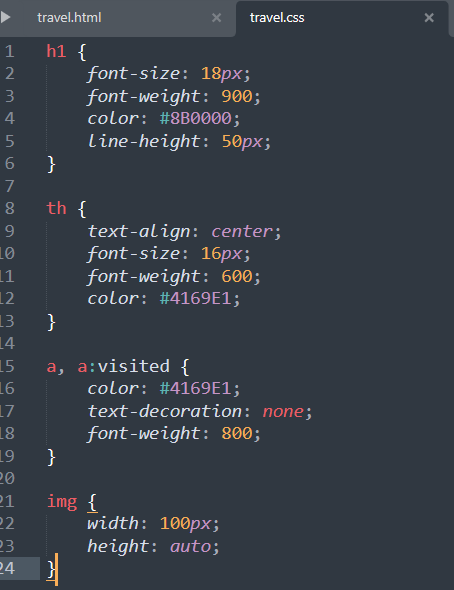 travel.html × travel.css ×
1 h1 {
2 font-size: 18px;
3 font-weight: 900;
4 color: #8B0000;
5 line-height: 50px;
6 }
7
8 th {
9 text-align: center;
10 font-size: 16px;
11 font-weight: 600;
12 color: #4169E1;
13 }
14
15 a, a:visited {
16 color: #4169E1;
17 text-decoration: none;
18 font-weight: 800;
19 }
20
21 img {
22 width: 100px;
23 height: auto;
24 }